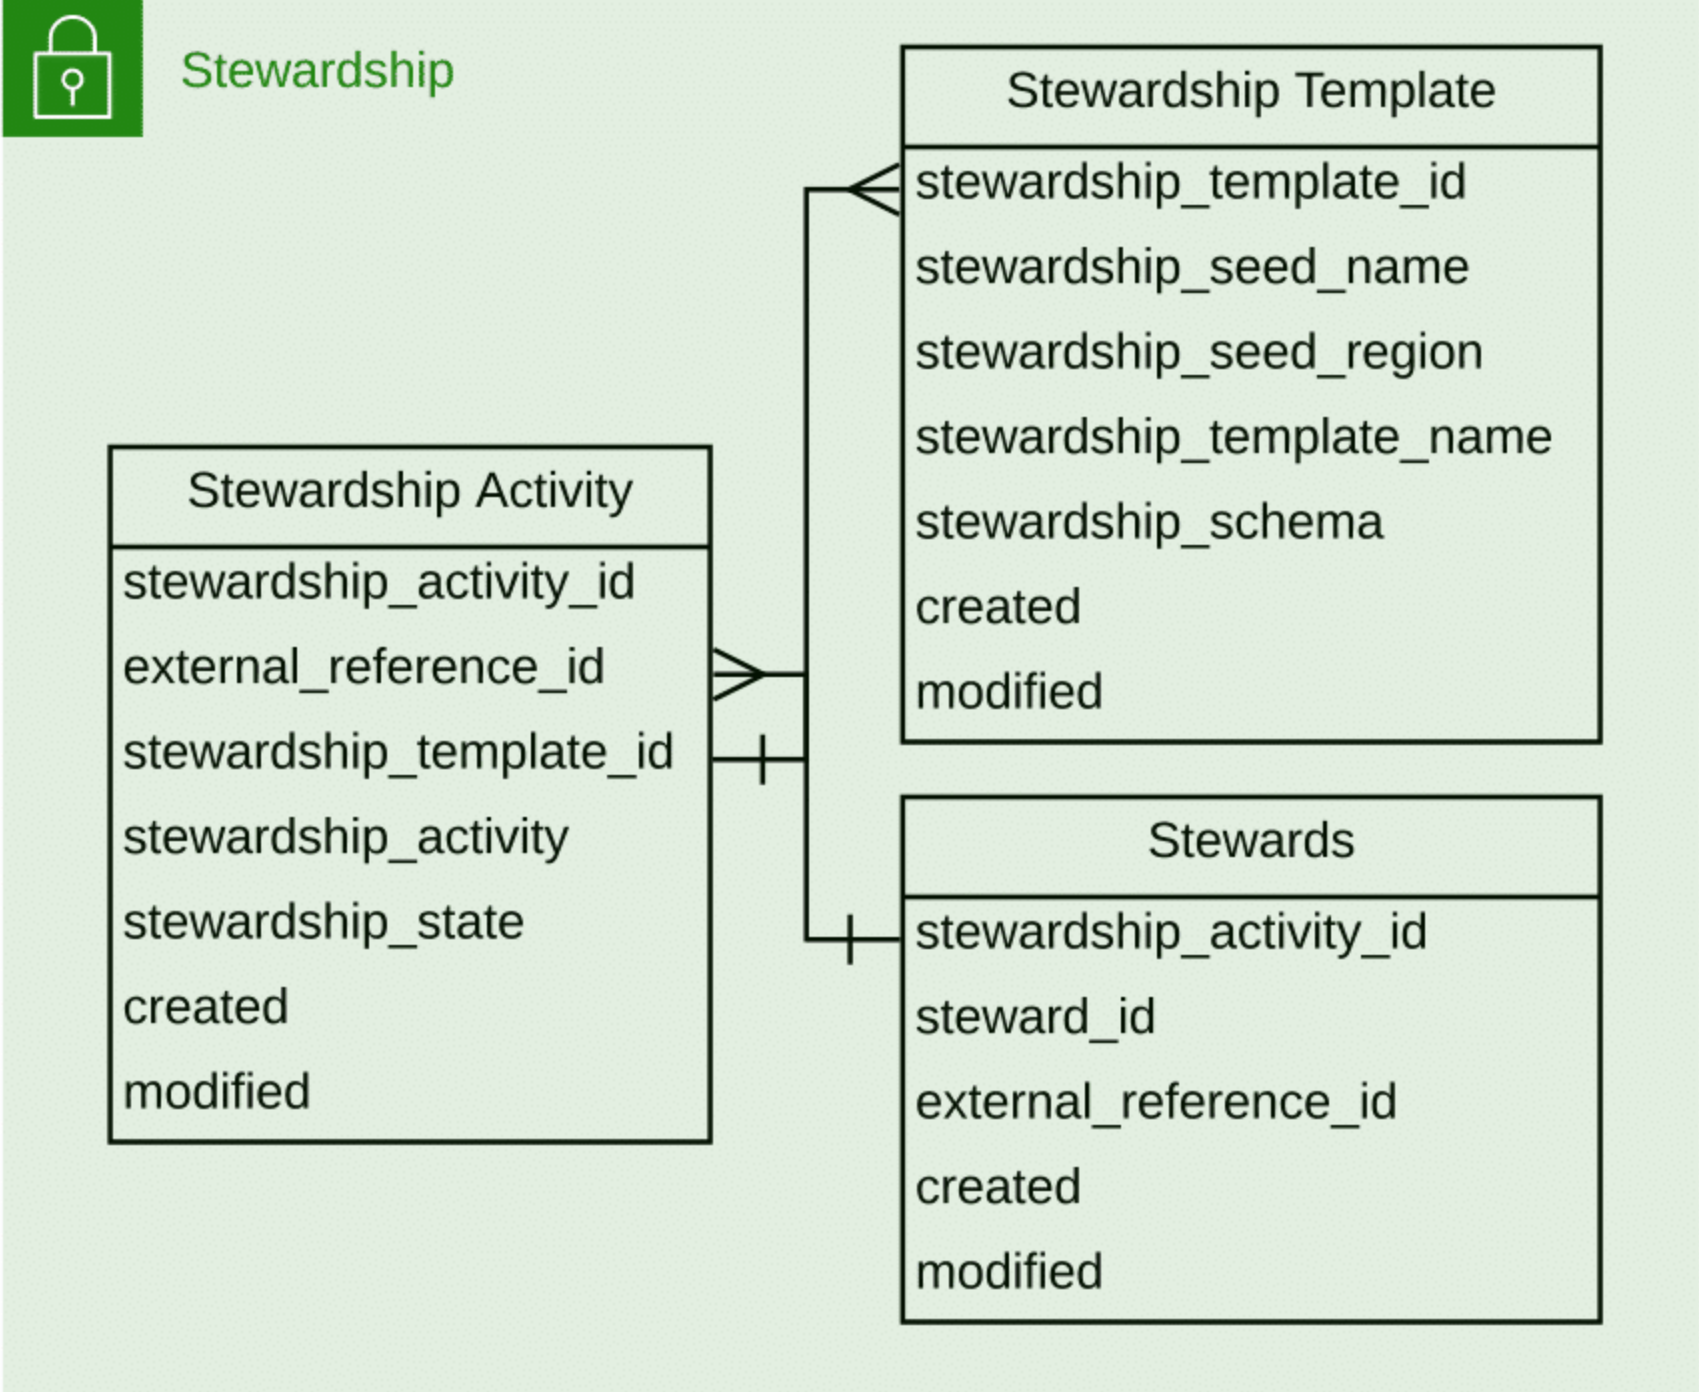 Stewardship
Stewardship Template
stewardship_template_id
stewardship_seed_name
stewardship_seed_region
stewardship_template_name
stewardship_schema
created
modified
Stewardship Activity
stewardship_activity_id
external_reference_id
stewardship_template_id
stewardship_activity
stewardship_state
created
modified
Stewards
stewardship_activity_id
steward_id
external_reference_id
created
modified